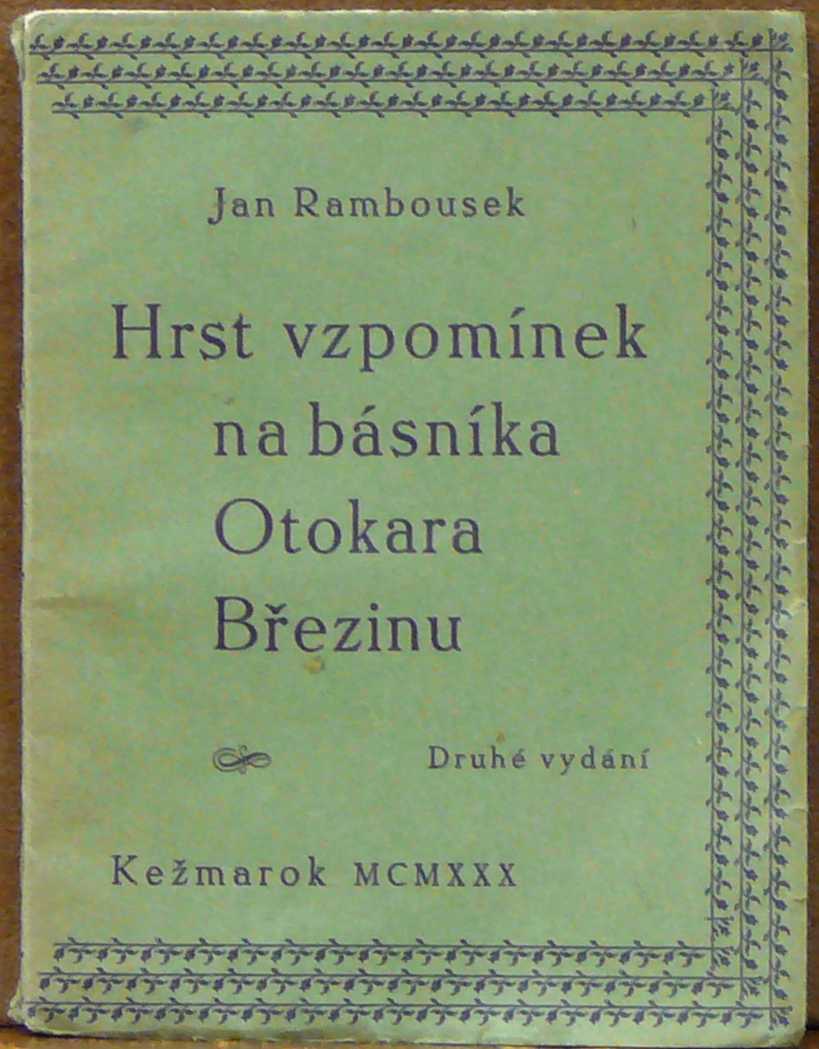 Jan Rambousek
Hrst vzpomínek
na básníka
Otokara
Březinu
Druhé vydání
Kežmarok MCMXXX